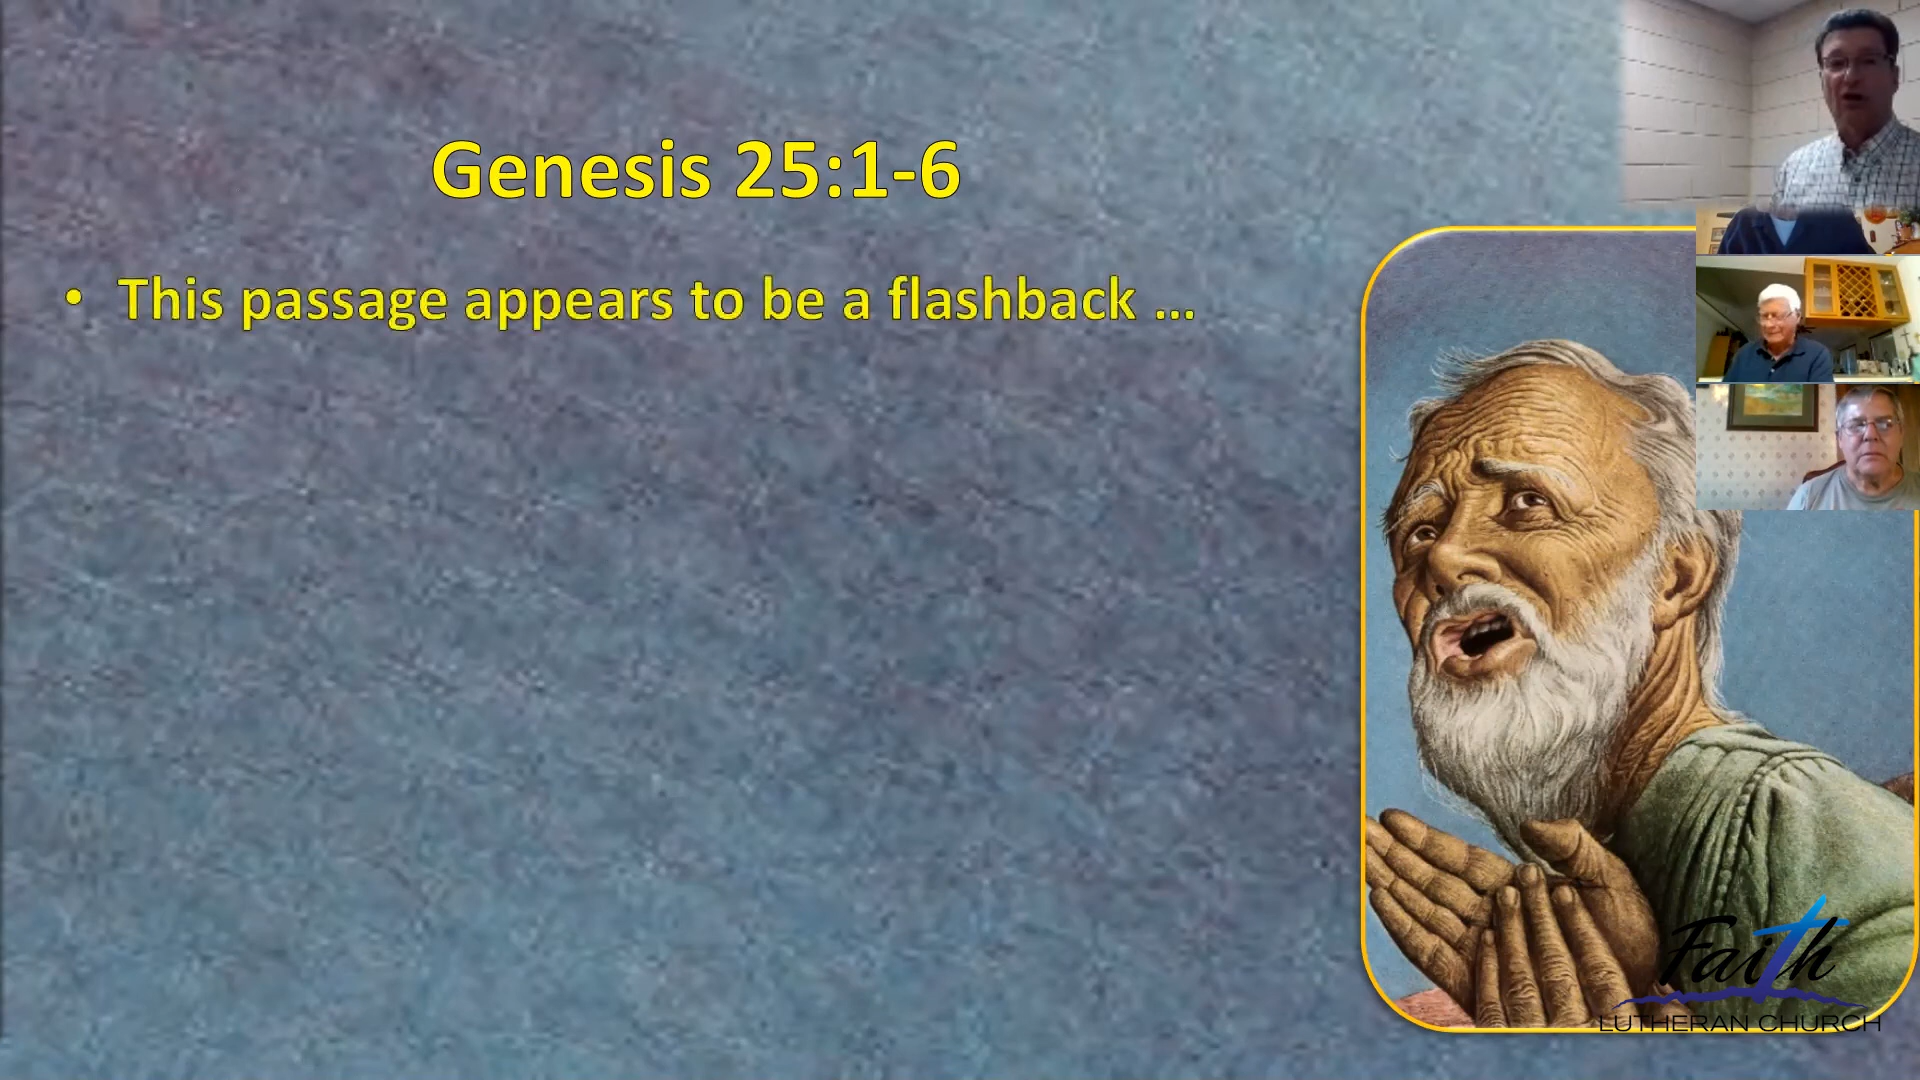 Genesis 25:1-6
• This passage appears to be a flashback ...
Faith
LUTHERAN CHURCH